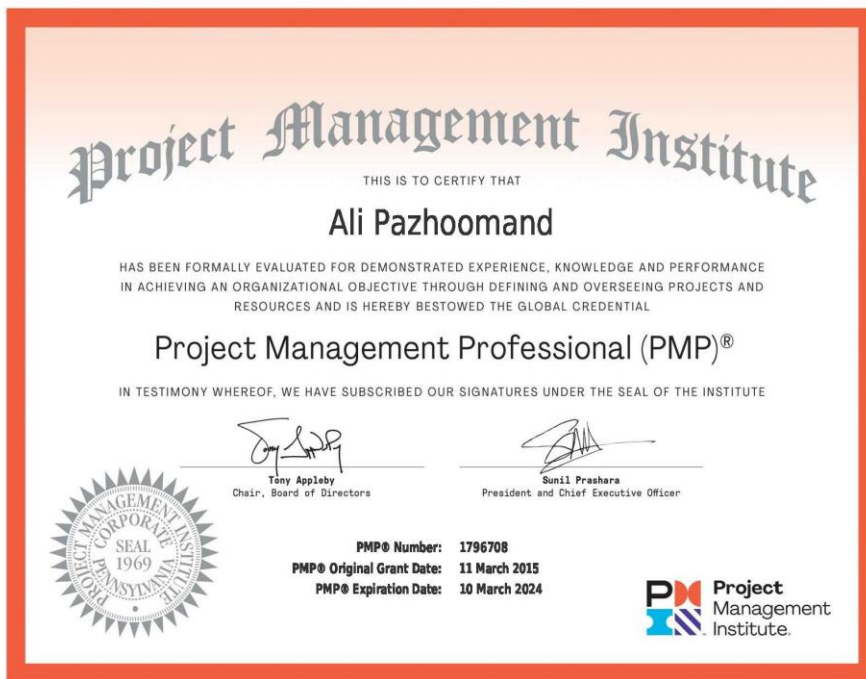 Project Management Institute
THIS IS TO CERTIFY THAT
Ali Pazhoomand
HAS BEEN FORMALLY EVALUATED FOR DEMONSTRATED EXPERIENCE, KNOWLEDGE AND PERFORMANCE
IN ACHIEVING AN ORGANIZATIONAL OBJECTIVE THROUGH DEFINING AND OVERSEEING PROJECTS AND
RESOURCES AND IS HEREBY BESTOWED THE GLOBAL CREDENTIAL
Project Management Professional (PMP)®
IN TESTIMONY WHEREOF, WE HAVE SUBSCRIBED OUR SIGNATURES UNDER THE SEAL OF THE INSTITUTE
Tony Appleby
Chair, Board of Directors
Sunil Prashara
President and Chief Executive Officer
PROJECT MANAGEMENT INSTITUTE
CORPORATE
SEAL
1969
PENNSYLVANIA
PMP® Number: 1796708
PMP® Original Grant Date: 11 March 2015
PMP® Expiration Date: 10 March 2024
PM
Project
Management
Institute.